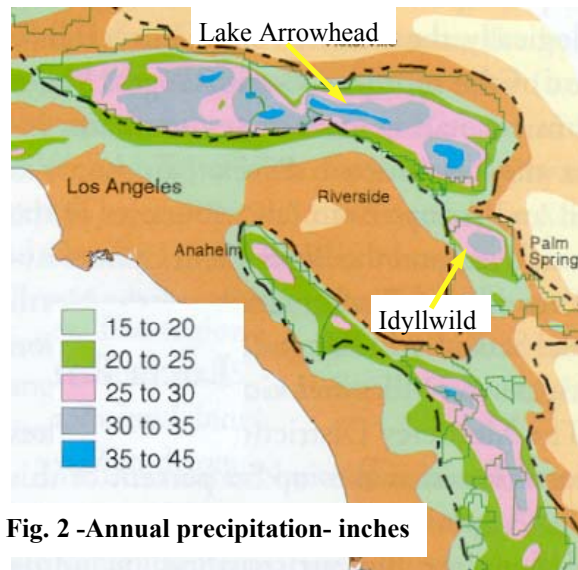 Lake Arrowhead
Los Angeles
Riverside
Anaheim
Palm
Spring
Idyllwild
15 to 20
20 to 25
25 to 30
30 to 35
35 to 45
Fig. 2 -Annual precipitation- inches